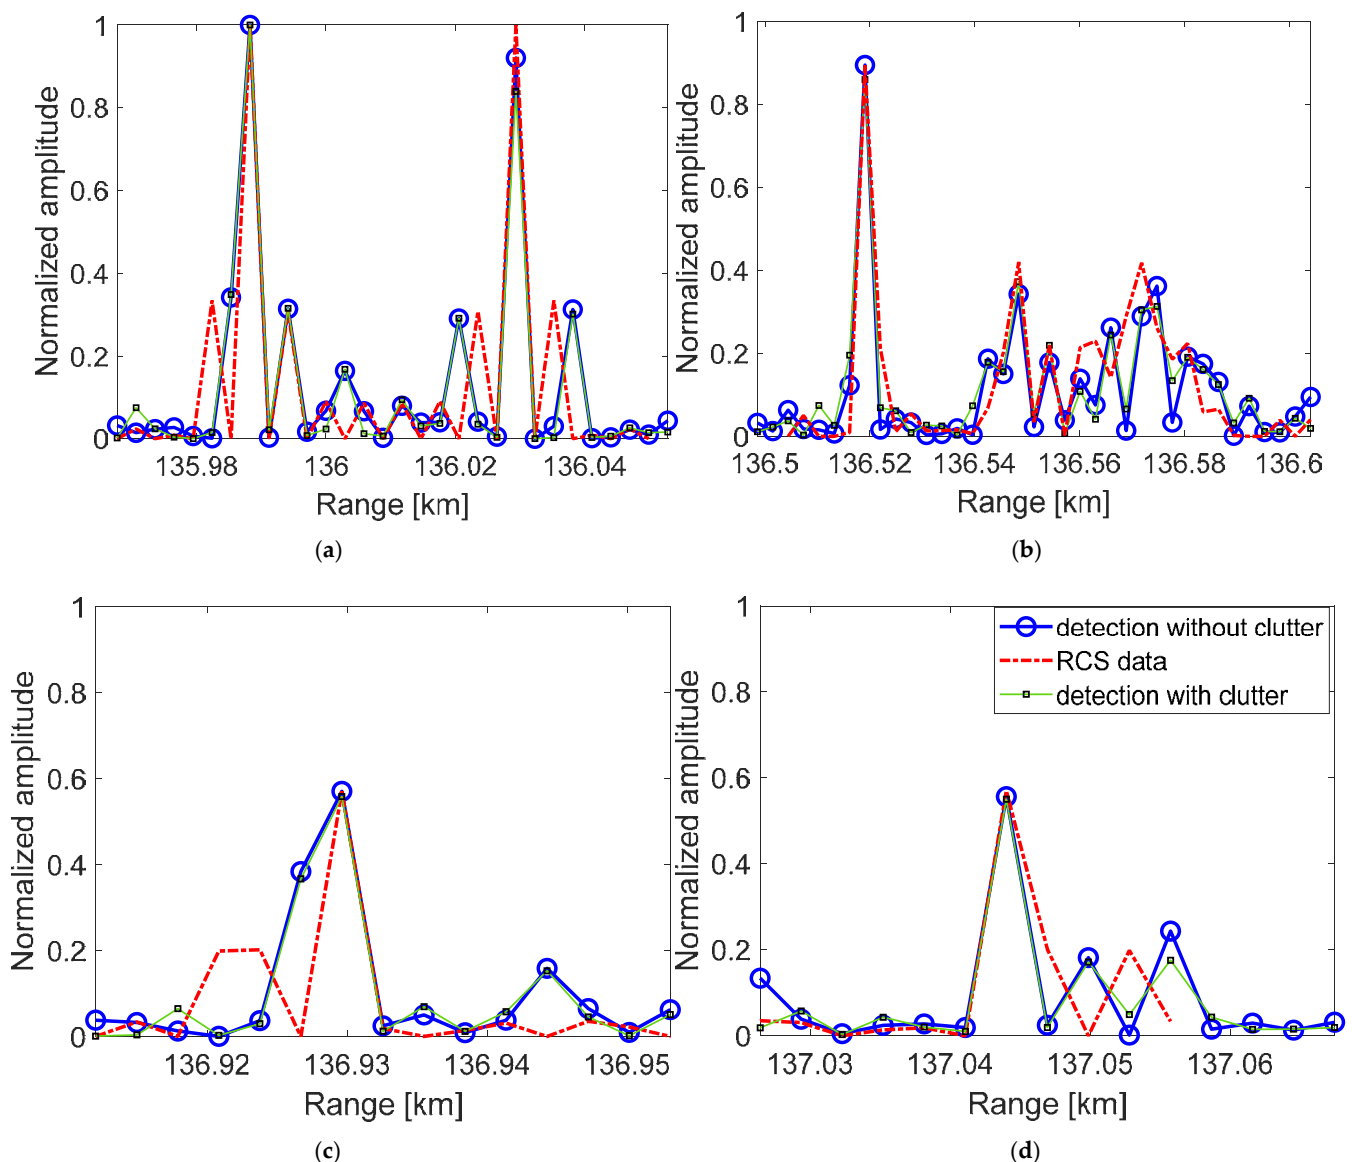 1
0.8
0.6
0.4
0.2
0
Normalized amplitude
135.98
136
136.02
136.04
Range [km]
(a)
1
0.8
0.6
0.4
0.2
0
Normalized amplitude
136.5
136.52
136.54
136.56
136.58
136.6
Range [km]
(b)
1
0.8
0.6
0.4
0.2
0
Normalized amplitude
136.92
136.93
136.94
136.95
Range [km]
(c)
1
0.8
0.6
0.4
0.2
0
Normalized amplitude
detection without clutter
RCS data
detection with clutter
137.03
137.04
137.05
137.06
Range [km]
(d)